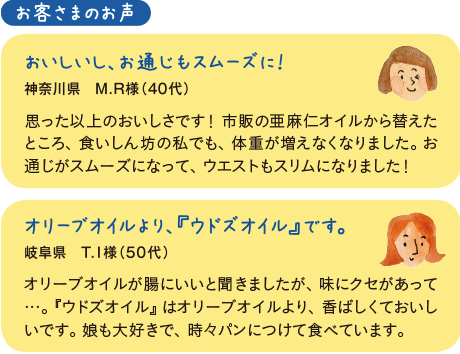 お客さまのお声
おいしいし、お通じもスムーズに！
神奈川県　M.R様（40代）
思った以上のおいしさです！ 市販の亜麻仁オイルから替えた
ところ、食いしん坊の私でも、体重が増えなくなりました。お
通じがスムーズになって、ウエストもスリムになりました！
オリーブオイルより、『ウドズオイル』です。
岐阜県　T.I様（50代）
オリーブオイルが腸にいいと聞きましたが、味にクセがあって
…。『ウドズオイル』はオリーブオイルより、香ばしくておいし
いです。娘も大好きで、時々パンにつけて食べています。